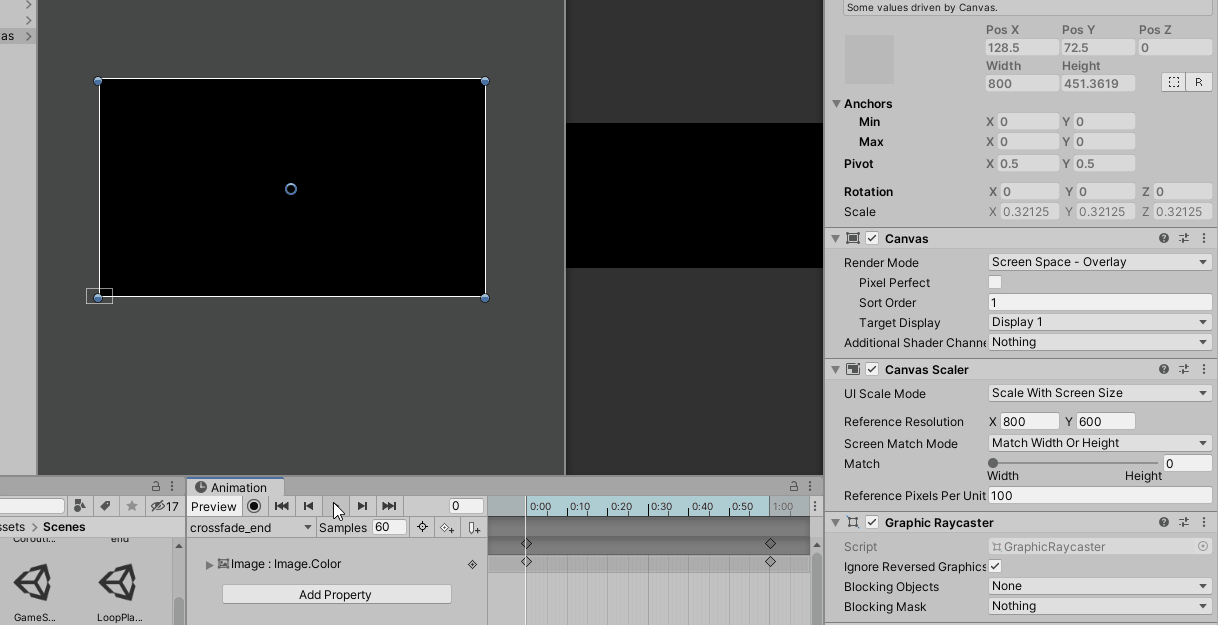 Some values driven by Canvas.
Pos X Pos Y Pos Z
128.5 72.5 0
Width Height
800 451.3619
R
Anchors
Min X 0 Y 0
Max X 0 Y 0
Pivot X 0.5 Y 0.5
Rotation X 0 Y 0 Z 0
Scale X 0.32125 Y 0.32125 Z 0.32125
Canvas
Render Mode Screen Space - Overlay
Pixel Perfect
Sort Order 1
Target Display Display 1
Additional Shader Channe Nothing
Canvas Scaler
UI Scale Mode Scale With Screen Size
Reference Resolution X 800 Y 600
Screen Match Mode Match Width Or Height
Match 0
Width Height
Reference Pixels Per Unit 100
Graphic Raycaster
Script GraphicRaycaster
Ignore Reversed Graphics
Blocking Objects None
Blocking Mask Nothing
as
17
ssets > Scenes
end
GameS... LoopPla...
Animation
Preview 0
0:00 0:10 0:20 0:30 0:40 0:50 1:00
crossfade_end Samples 60
Image : Image.Color
Add Property